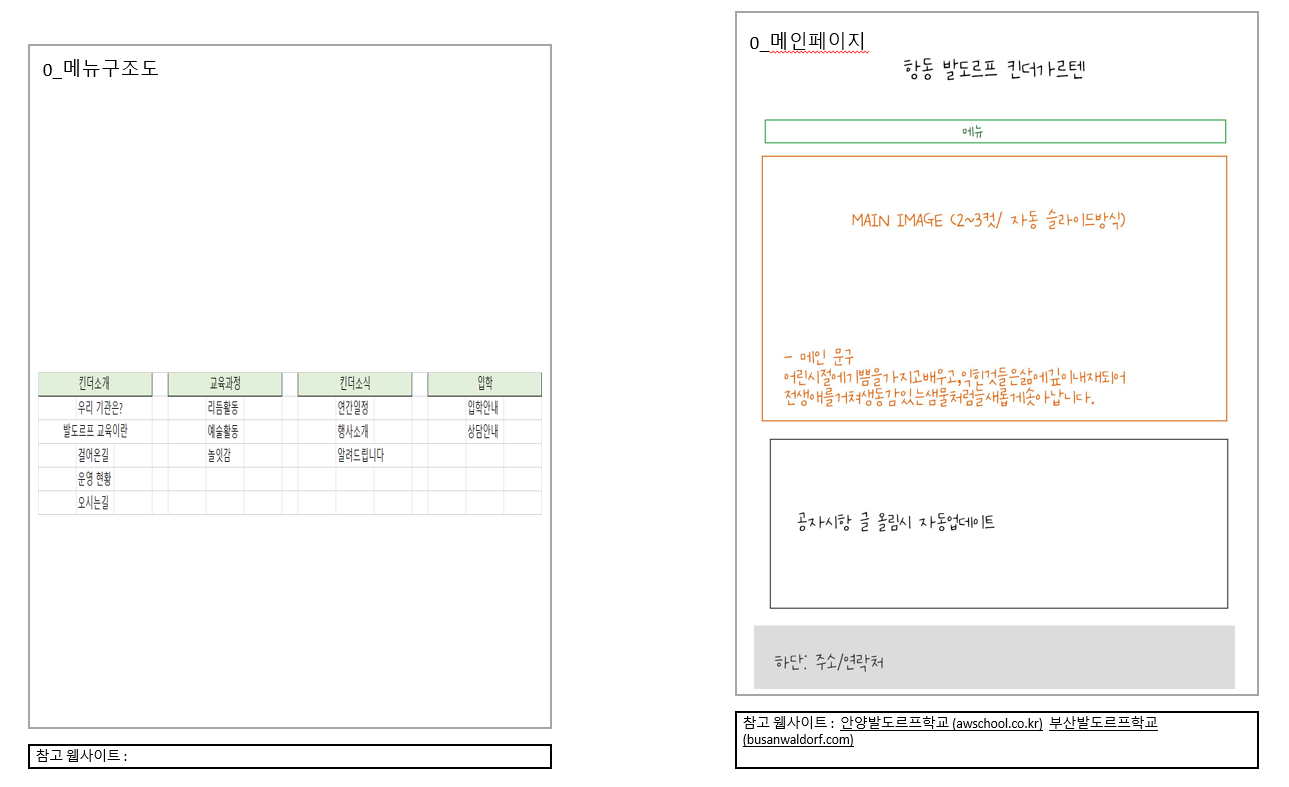 0_메뉴구조도
킨더소개 교육과정 킨더소식 입학
우리 기관은? 리듬활동 연간일정 입학안내
발도르프 교육이란 예술활동 행사소개 상담안내
걸어온길 놀잇감 알려드립니다
운영 현황
오시는길
참고 웹사이트 :
0_메인페이지
항동 발도르프 킨더가르텐
메뉴
MAIN IMAGE (2~3컷/ 자동 슬라이드방식)
- 메인 문구
어린시절에기쁨을가지고배우고,익힌것들은삶에깊이내재되어
전생애를거쳐생동감있는샘물처럼늘새롭게솟아납니다.
공자시항 글 올림시 자동업데이트
하단: 주소/연락처
참고 웹사이트 : 안양발도르프학교 (awschool.co.kr) 부산발도르프학교
(busanwaldorf.com)